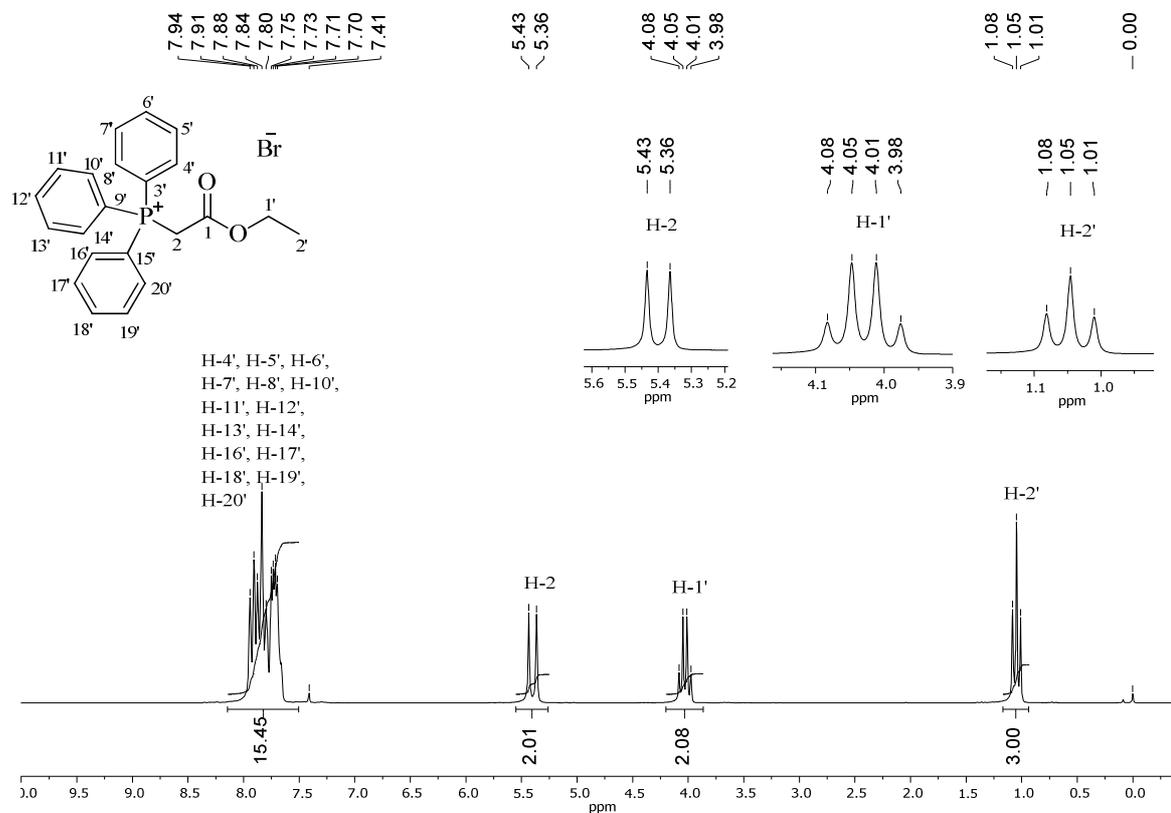 7.94
7.91
7.88
7.84
7.80
7.75
7.73
7.71
7.70
7.41
5.43
5.36
4.08
4.05
4.01
3.98
1.08
1.05
1.01
0.00
6'
7'
5'
Br
-
11'
10'
8'
4'
12'
9'
3'
O
P
+
1'
13'
14'
2
1
O
2'
16'
15'
17'
20'
18'
19'
5.43
5.36
4.08
4.05
4.01
3.98
1.08
1.05
1.01
H-2
H-1'
H-2'
5.6 5.5 5.4 5.3 5.2
ppm
4.1 4.0 3.9
ppm
1.1 1.0
ppm
H-4', H-5', H-6',
H-7', H-8', H-10',
H-11', H-12',
H-13', H-14',
H-16', H-17',
H-18', H-19',
H-20'
H-2
H-1'
H-2'
15.45
2.01
2.08
3.00
0.0 9.5 9.0 8.5 8.0 7.5 7.0 6.5 6.0 5.5 5.0 4.5 4.0 3.5 3.0 2.5 2.0 1.5 1.0 0.5 0.0
ppm